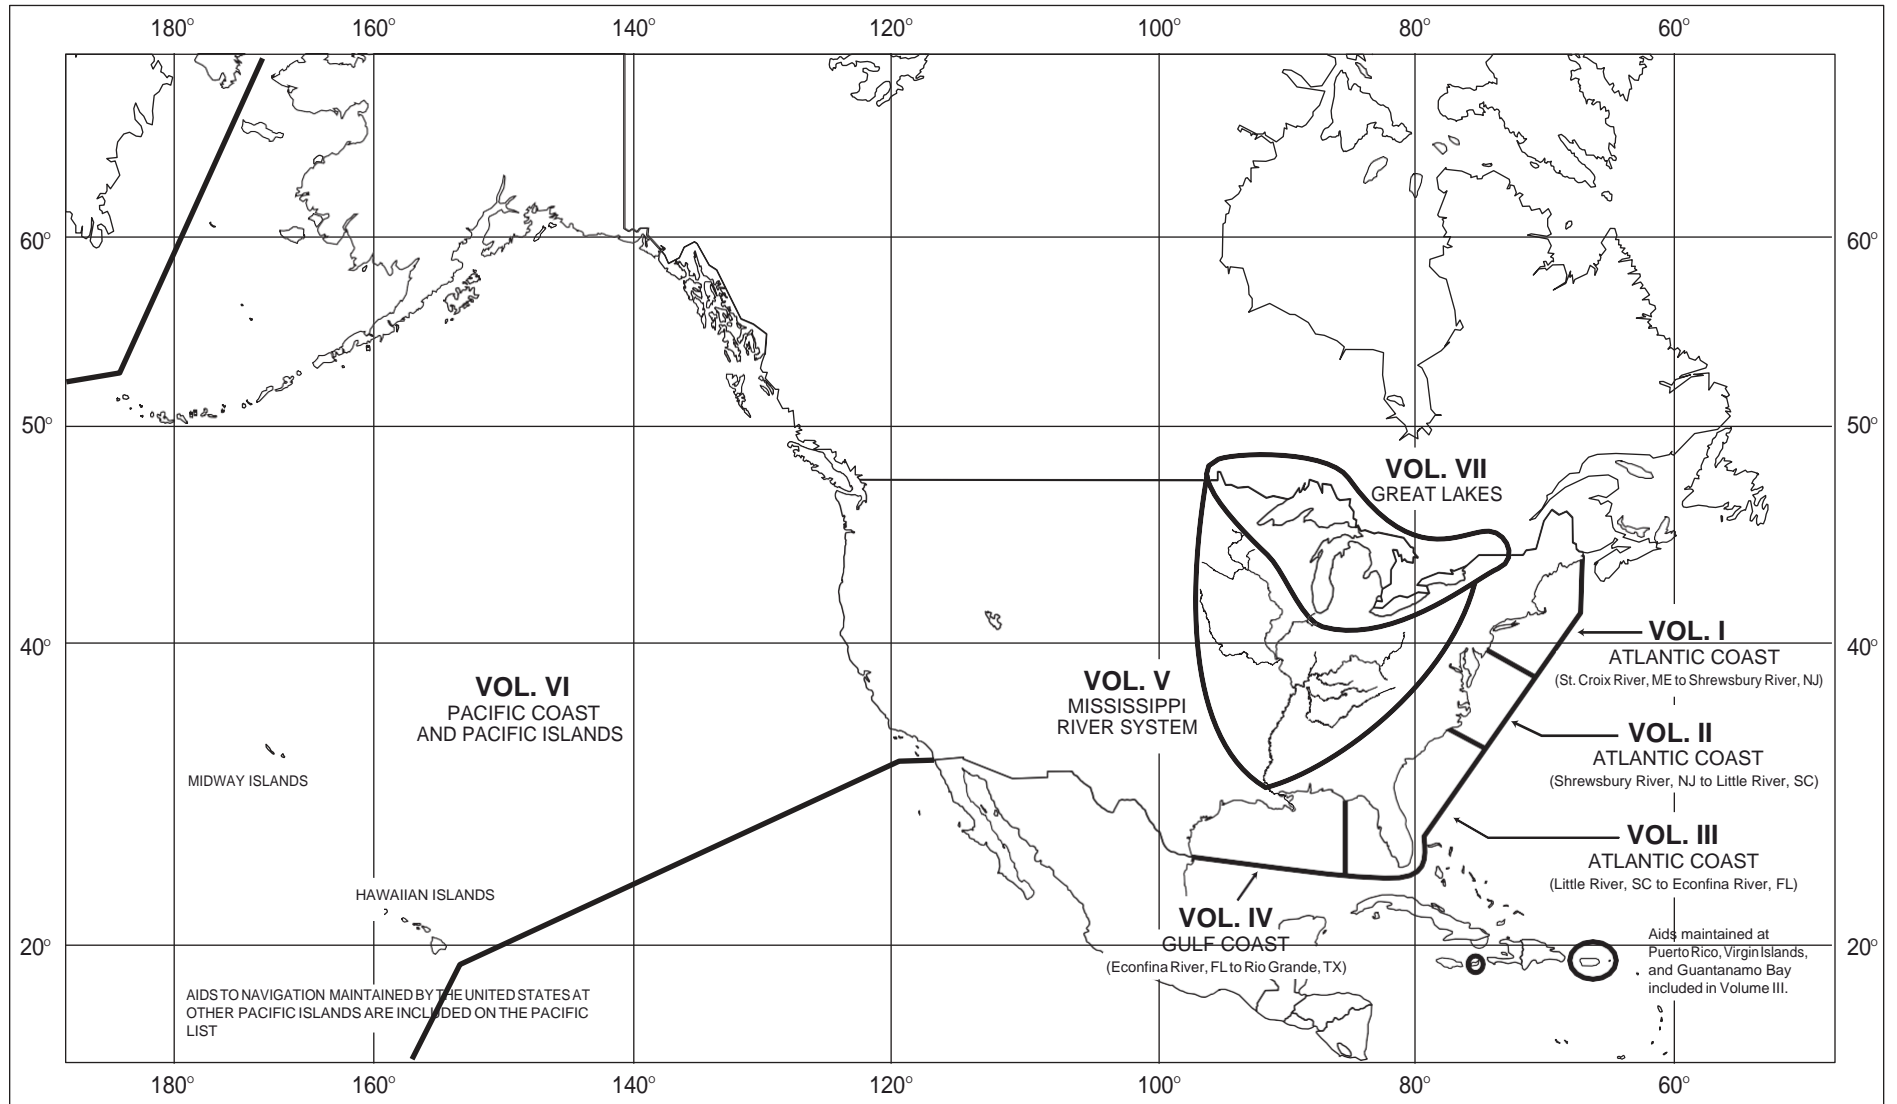 180° 160° 140° 120° 100° 80° 60°
60° 60°
50° 50°
VOL. VII
GREAT LAKES
40° 40°
VOL. I
ATLANTIC COAST
(St. Croix River, ME to Shrewsbury River, NJ)
VOL. V
MISSISSIPPI
RIVER SYSTEM
VOL. VI
PACIFIC COAST
AND PACIFIC ISLANDS
VOL. II
ATLANTIC COAST
(Shrewsbury River, NJ to Little River, SC)
MIDWAY ISLANDS
VOL. III
ATLANTIC COAST
(Little River, SC to Econfina River, FL)
HAWAIIAN ISLANDS
VOL. IV
GULF COAST
(Econfina River, FL to Rio Grande, TX)
20° 20°
Aids maintained at
Puerto Rico, Virgin Islands,
and Guantanamo Bay
included in Volume III.
AIDS TO NAVIGATION MAINTAINED BY THE UNITED STATES AT
OTHER PACIFIC ISLANDS ARE INCLUDED ON THE PACIFIC
LIST
180° 160° 140° 120° 100° 80° 60°